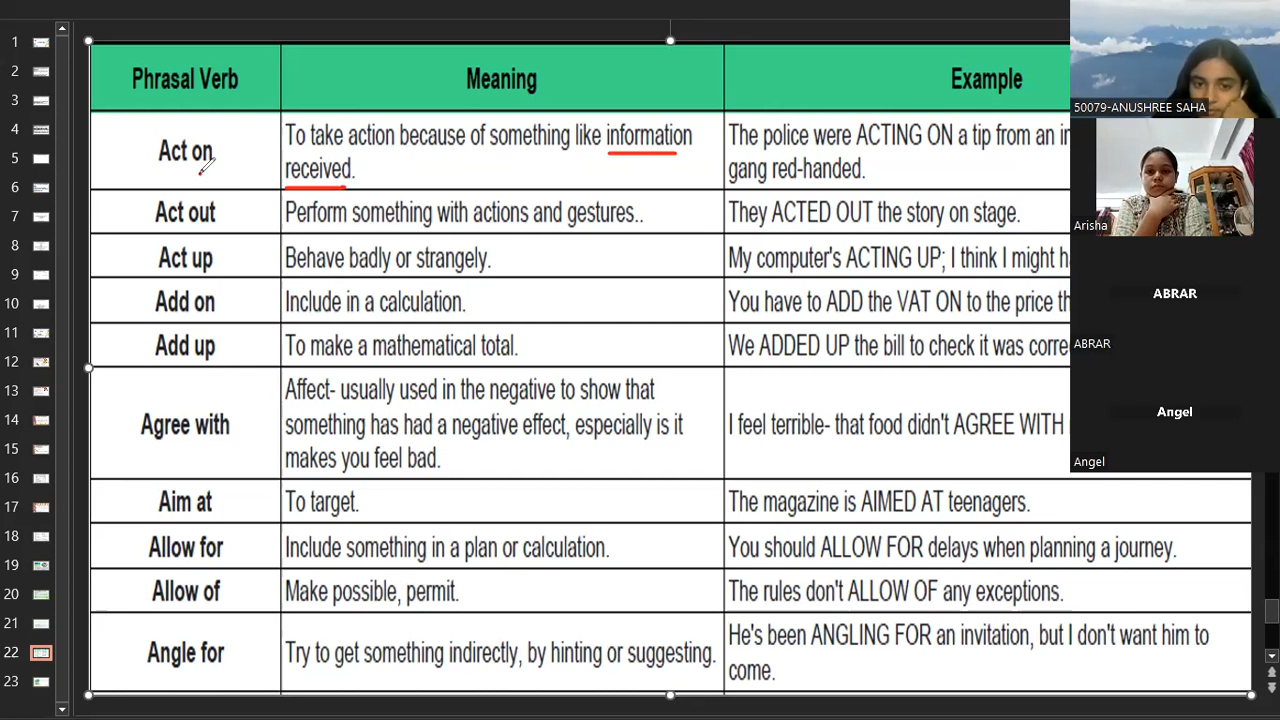 1
2
3
4
5
6
7
8
9
10
11
12
13
14
15
16
17
18
19
20
21
22
23
Phrasal Verb Meaning Example
Act on
To take action because of something like information
received.
The police were ACTING ON a tip from an
gang red-handed.
Act out Perform something with actions and gestures.. They ACTED OUT the story on stage.
Act up Behave badly or strangely. My computer's ACTING UP; I think I might
Add on Include in a calculation. You have to ADD the VAT ON to the price
Add up To make a mathematical total. We ADDED UP the bill to check it was
Agree with
Affect- usually used in the negative to show that
something has had a negative effect, especially is it
makes you feel bad.
I feel terrible- that food didn't AGREE WITH
Aim at To target. The magazine is AIMED AT teenagers.
Allow for Include something in a plan or calculation. You should ALLOW FOR delays when planning a journey.
Allow of Make possible, permit. The rules don't ALLOW OF any exceptions.
Angle for Try to get something indirectly, by hinting or suggesting.
He's been ANGLING FOR an invitation, but I don't want him to
come.
50079-ANUSHREE SAHA
Arisha
ABRAR
ABRAR
Angel
Angel